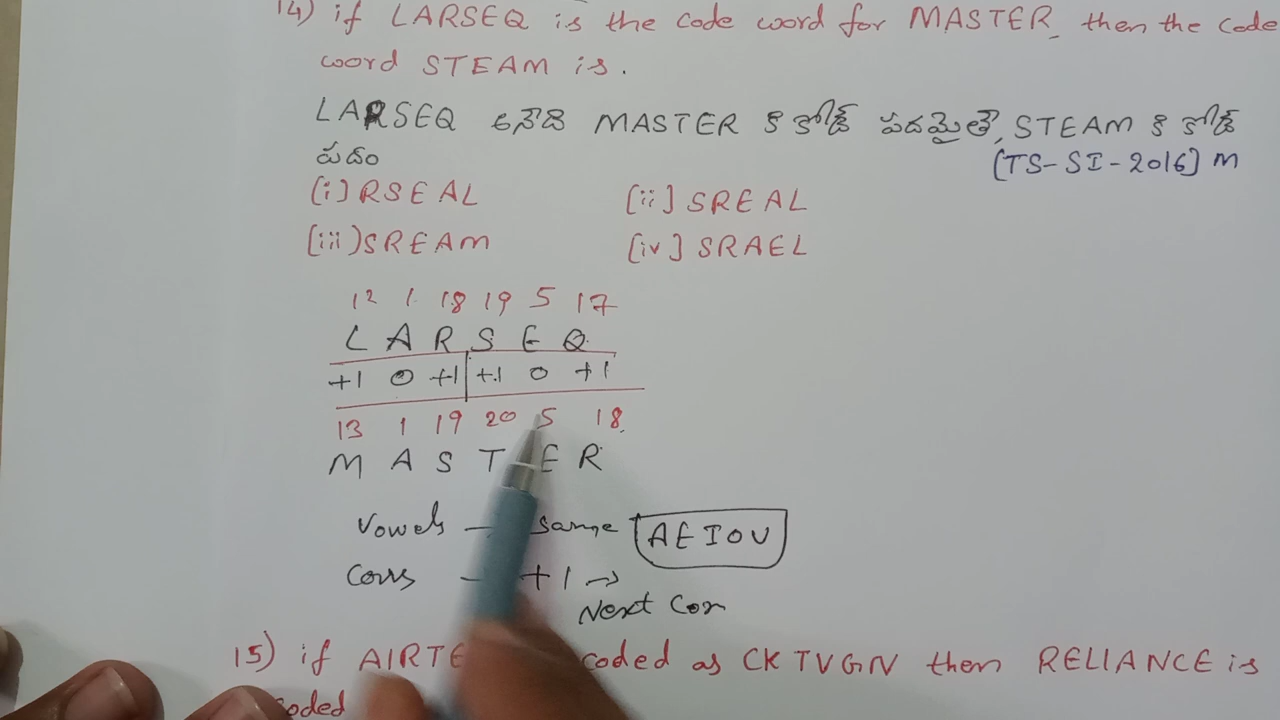 14) if LARSEQ is the code word for MASTER, then the code
word STEAM is.
LARSEQ అనేది MASTER కి కోడ్ పదమైతే, STEAM కి కోడ్
పదం
[TS-SI-2016] M
(i) RSEAL [ii] SREAL
(iii) SREAM [iv] SRAEL
12 1 18 19 5 17
L A R S E Q
+1 0 +1 +1 0 +1
13 1 19 20 5 18
M A S T E R
Vowels - same AEIOU
Cons - +1 →
Next Con
15) if AIRTE coded as CKTVGN then RELIANCE is
coded